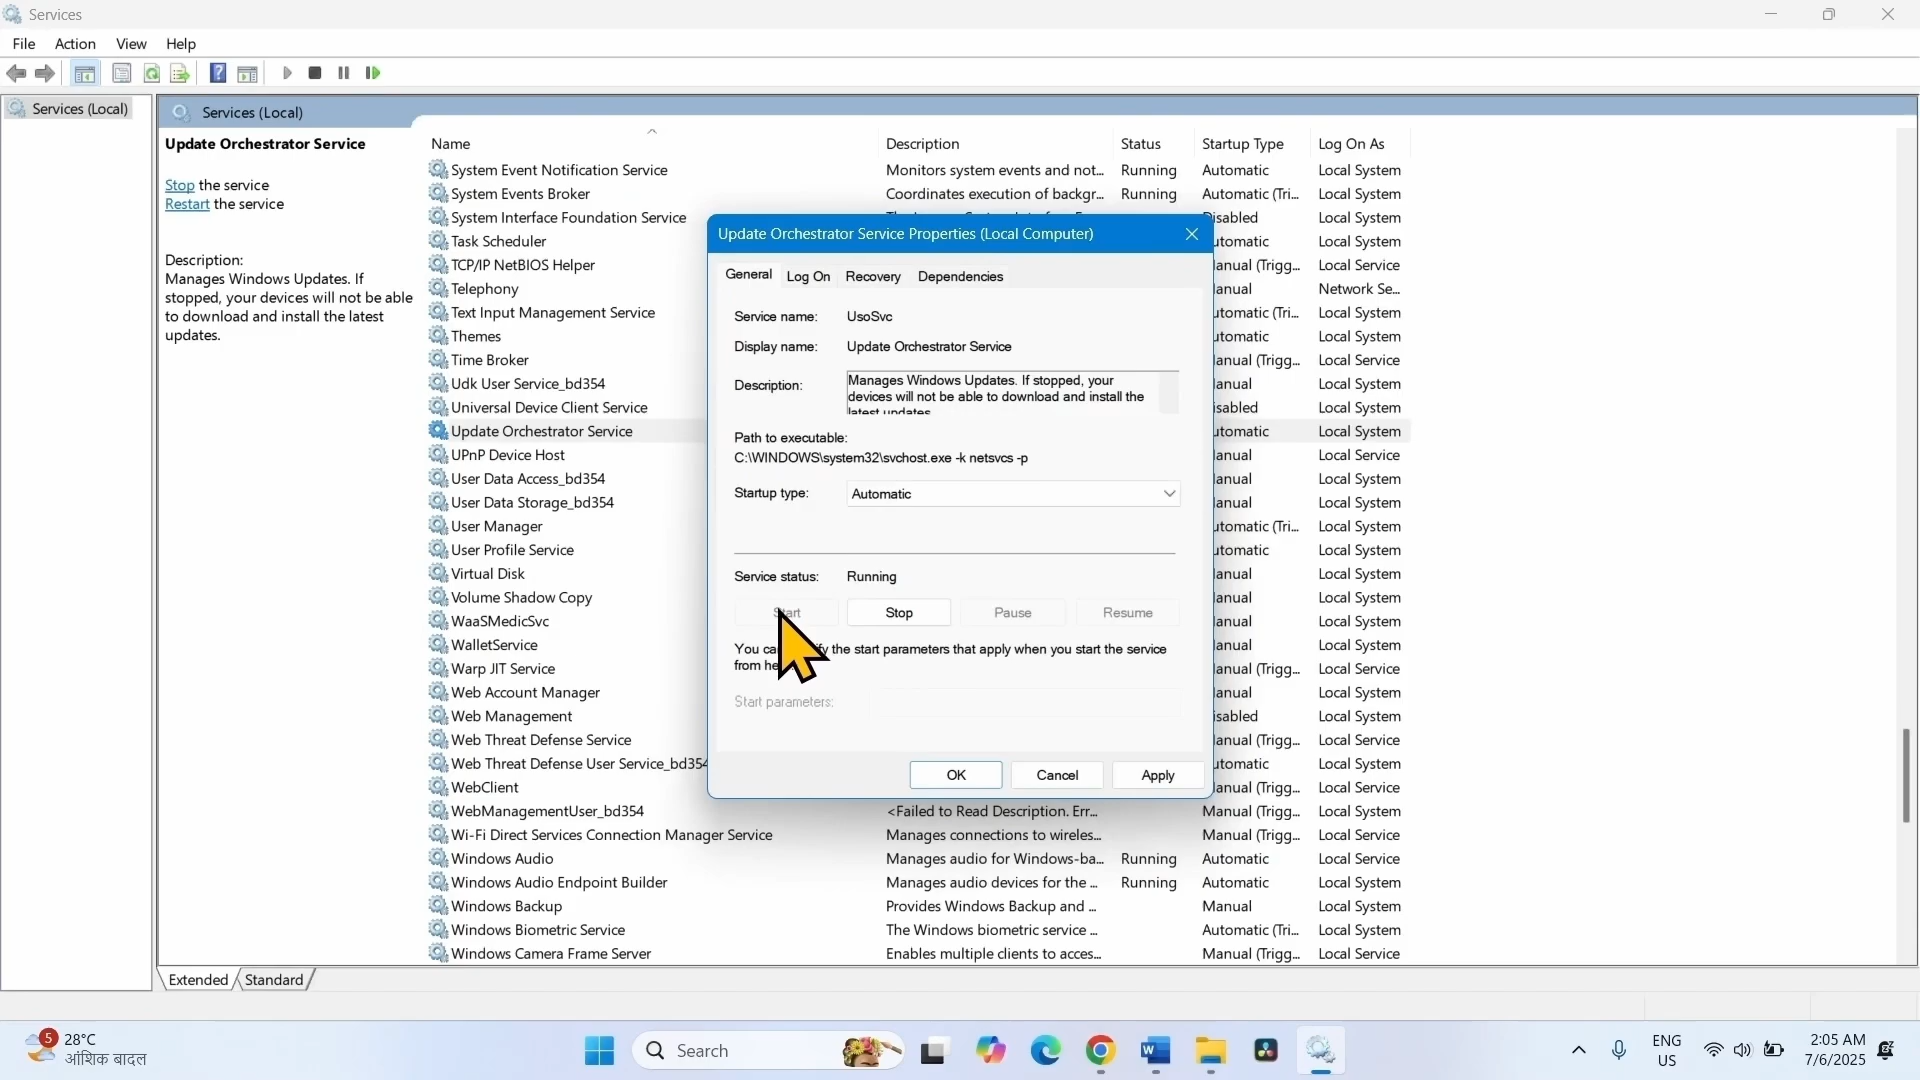 Services
File Action View Help
Services (Local)
Services (Local)
Update Orchestrator Service
Stop the service
Restart the service
Description:
Manages Windows Updates. If
stopped, your devices will not be able
to download and install the latest
updates.
Name Description Status Startup Type Log On As
System Event Notification Service Monitors system events and not... Running Automatic Local System
System Events Broker Coordinates execution of backgr... Running Automatic (Tri... Local System
System Interface Foundation Service Disabled Local System
Task Scheduler utomatic Local System
TCP/IP NetBIOS Helper anual (Trigg... Local Service
Telephony anual Network Se...
Text Input Management Service utomatic (Tri... Local System
Themes utomatic Local System
Time Broker anual (Trigg... Local Service
Udk User Service_bd354 anual Local System
Universal Device Client Service isabled Local System
Update Orchestrator Service utomatic Local System
UPnP Device Host anual Local Service
User Data Access_bd354 anual Local System
User Data Storage_bd354 anual Local System
User Manager utomatic (Tri... Local System
User Profile Service utomatic Local System
Virtual Disk anual Local System
Volume Shadow Copy anual Local System
WaaSMedicSvc anual Local System
WalletService anual Local System
Warp JIT Service anual (Trigg... Local Service
Web Account Manager anual Local System
Web Management isabled Local System
Web Threat Defense Service anual (Trigg... Local Service
Web Threat Defense User Service_bd354 utomatic Local System
WebClient anual (Trigg... Local Service
WebManagementUser_bd354 <Failed to Read Description. Err... Manual (Trigg... Local System
Wi-Fi Direct Services Connection Manager Service Manages connections to wireles... Manual (Trigg... Local Service
Windows Audio Manages audio for Windows-ba... Running Automatic Local Service
Windows Audio Endpoint Builder Manages audio devices for the ... Running Automatic Local System
Windows Backup Provides Windows Backup and ... Manual Local System
Windows Biometric Service The Windows biometric service ... Automatic (Tri... Local System
Windows Camera Frame Server Enables multiple clients to acces... Manual (Trigg... Local Service
Update Orchestrator Service Properties (Local Computer)
General Log On Recovery Dependencies
Service name: UsoSvc
Display name: Update Orchestrator Service
Description: Manages Windows Updates. If stopped, your
devices will not be able to download and install the
latest updates
Path to executable:
C:\WINDOWS\system32\svchost.exe -k netsvcs -p
Startup type: Automatic
Service status: Running
Start Stop Pause Resume
You the start parameters that apply when you start the service
from
Start parameters:
OK Cancel Apply
Extended Standard
5 28°C
आंशिक बादल
Search
ENG
US
2:05 AM
7/6/2025